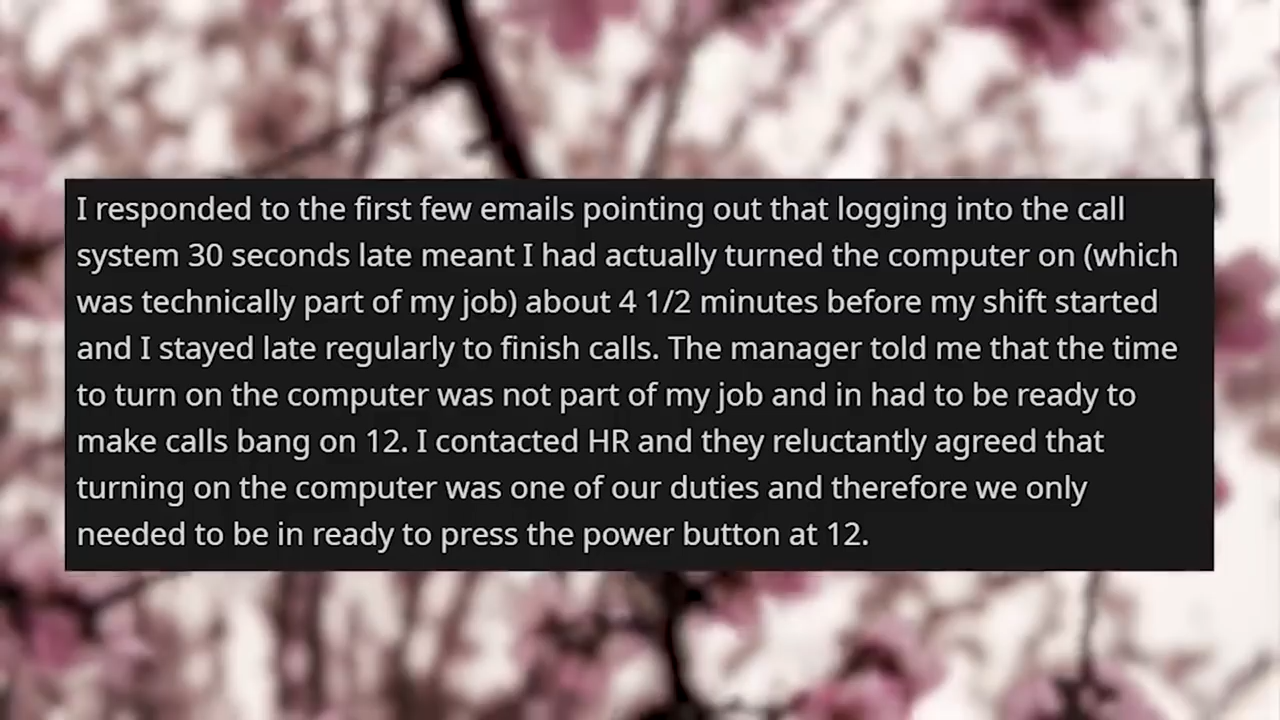 I responded to the first few emails pointing out that logging into the call
system 30 seconds late meant I had actually turned the computer on (which
was technically part of my job) about 4 1/2 minutes before my shift started
and I stayed late regularly to finish calls. The manager told me that the time
to turn on the computer was not part of my job and in had to be ready to
make calls bang on 12. I contacted HR and they reluctantly agreed that
turning on the computer was one of our duties and therefore we only
needed to be in ready to press the power button at 12.